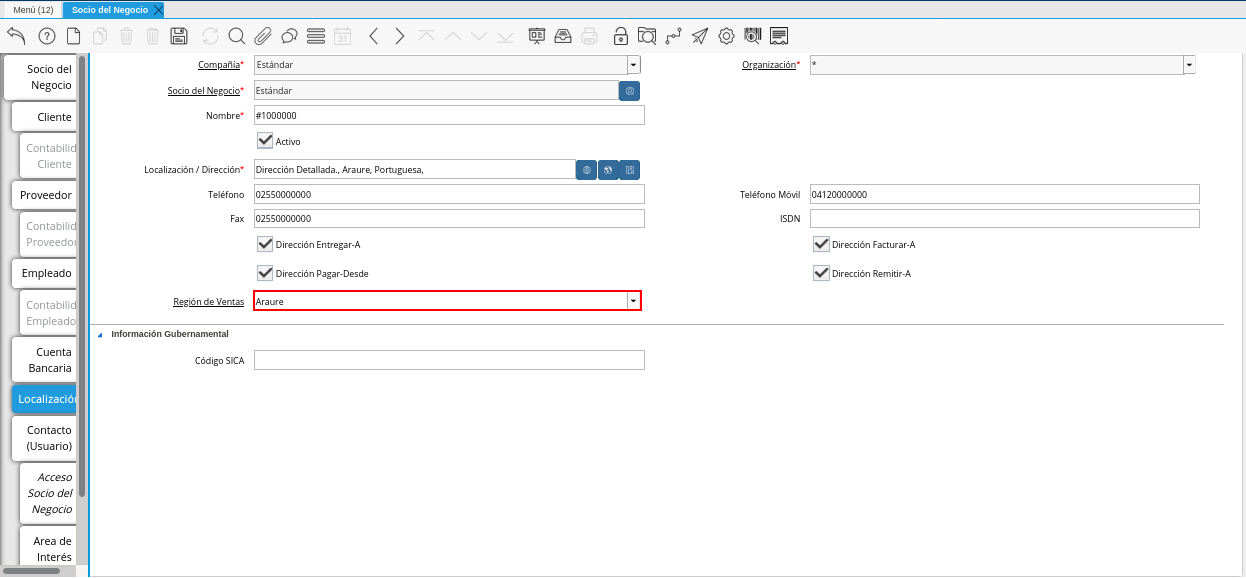 Menú (12)
Socio del Negocio
31
Socio del
Negocio
Cliente
Contabilid
Cliente
Proveedor
Contabilid
Proveedor
Empleado
Contabilid
Empleado
Cuenta
Bancaria
Localización
Contacto
(Usuario)
Acceso
Socio del
Negocio
Area de
Interés
Compañía* Estándar
Organización* *
Socio del Negocio* Estándar
Nombre* #1000000
Activo
Localización / Dirección* Dirección Detallada., Araure, Portuguesa,
Teléfono 02550000000
Teléfono Móvil 04120000000
Fax 02550000000
ISDN
Dirección Entregar-A
Dirección Facturar-A
Dirección Pagar-Desde
Dirección Remitir-A
Región de Ventas Araure
Información Gubernamental
Código SICA